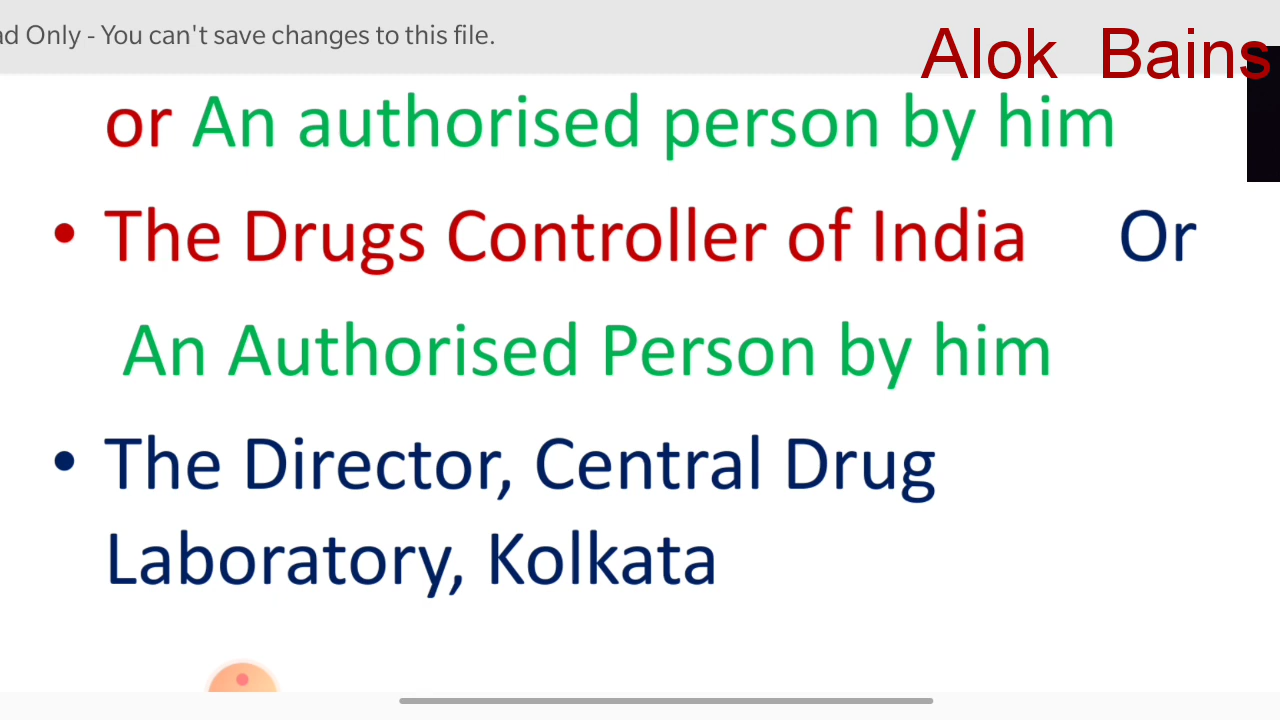 ad Only - You can't save changes to this file.
Alok Bains
or An authorised person by him
• The Drugs Controller of India Or
An Authorised Person by him
• The Director, Central Drug
Laboratory, Kolkata